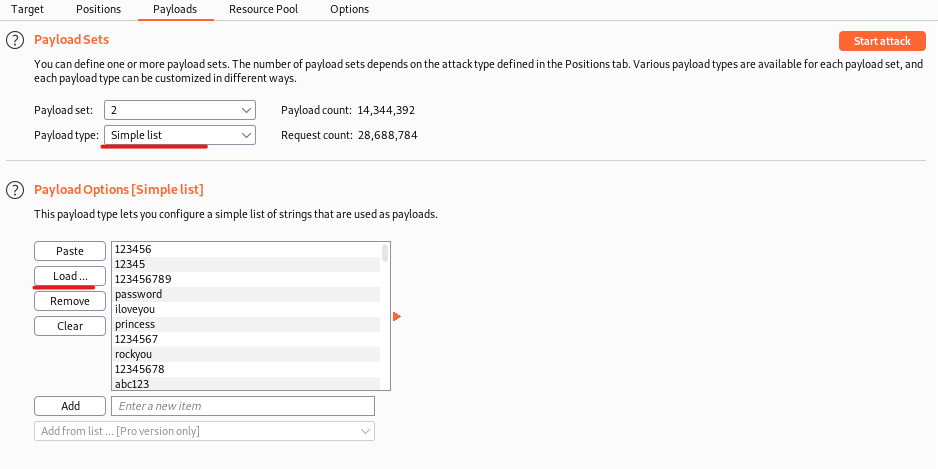 Target Positions Payloads Resource Pool Options
? Payload Sets Start attack
You can define one or more payload sets. The number of payload sets depends on the attack type defined in the Positions tab. Various payload types are available for each payload set, and
each payload type can be customized in different ways.
Payload set: 2 Payload count: 14,344,392
Payload type: Simple list Request count: 28,688,784
? Payload Options [Simple list]
This payload type lets you configure a simple list of strings that are used as payloads.
Paste
Load ...
Remove
Clear
123456
12345
123456789
password
iloveyou
princess
1234567
rockyou
12345678
abc123
Add Enter a new item
Add from list ... [Pro version only]